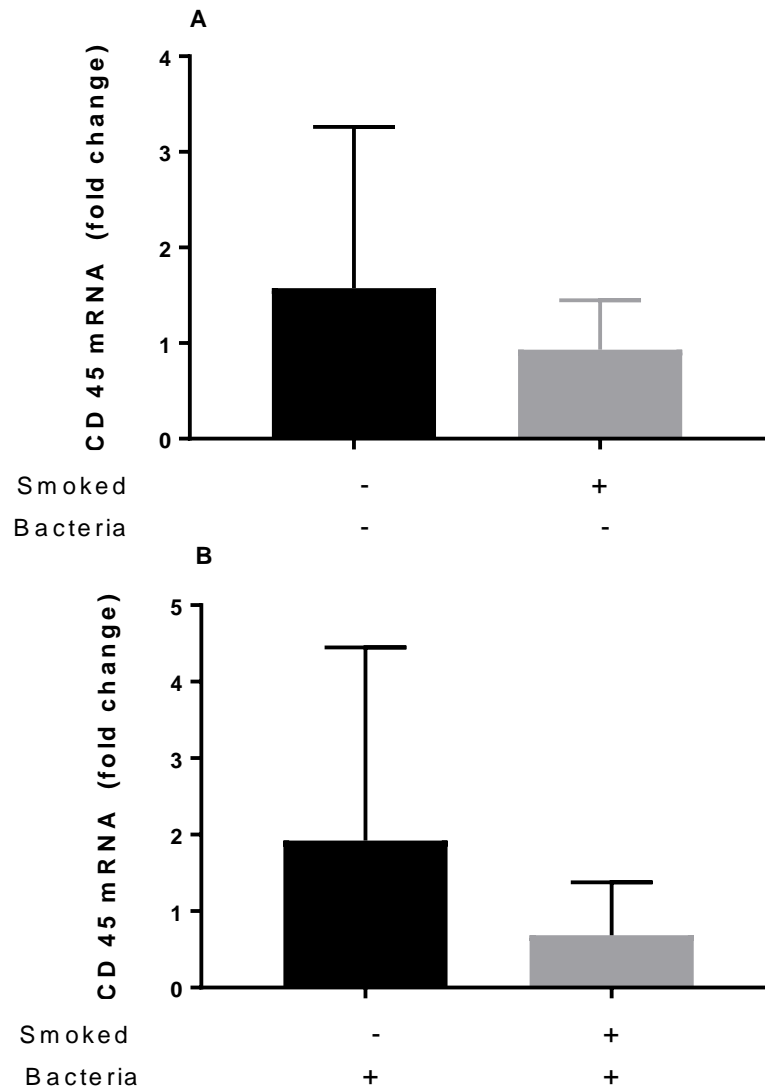 A
CD 45 mRNA (fold change)
4
3
2
1
0
Smoked - +
Bacteria - -
B
CD 45 mRNA (fold change)
5
4
3
2
1
0
Smoked - +
Bacteria + +